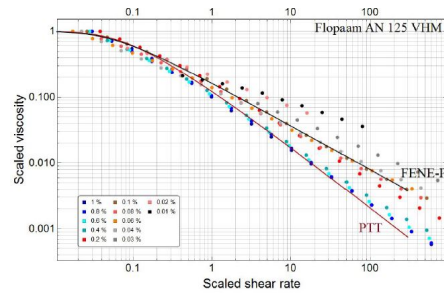 0.1 1 10 100
Flopaam AN 125 VHM
1
0.100
0.010
0.001
Scaled viscosity
FENE-P
PTT
1 % 0.1 % 0.02 %
0.8 % 0.08 % 0.01 %
0.6 % 0.06 %
0.4 % 0.04 %
0.2 % 0.03 %
0.1 1 10 100
Scaled shear rate